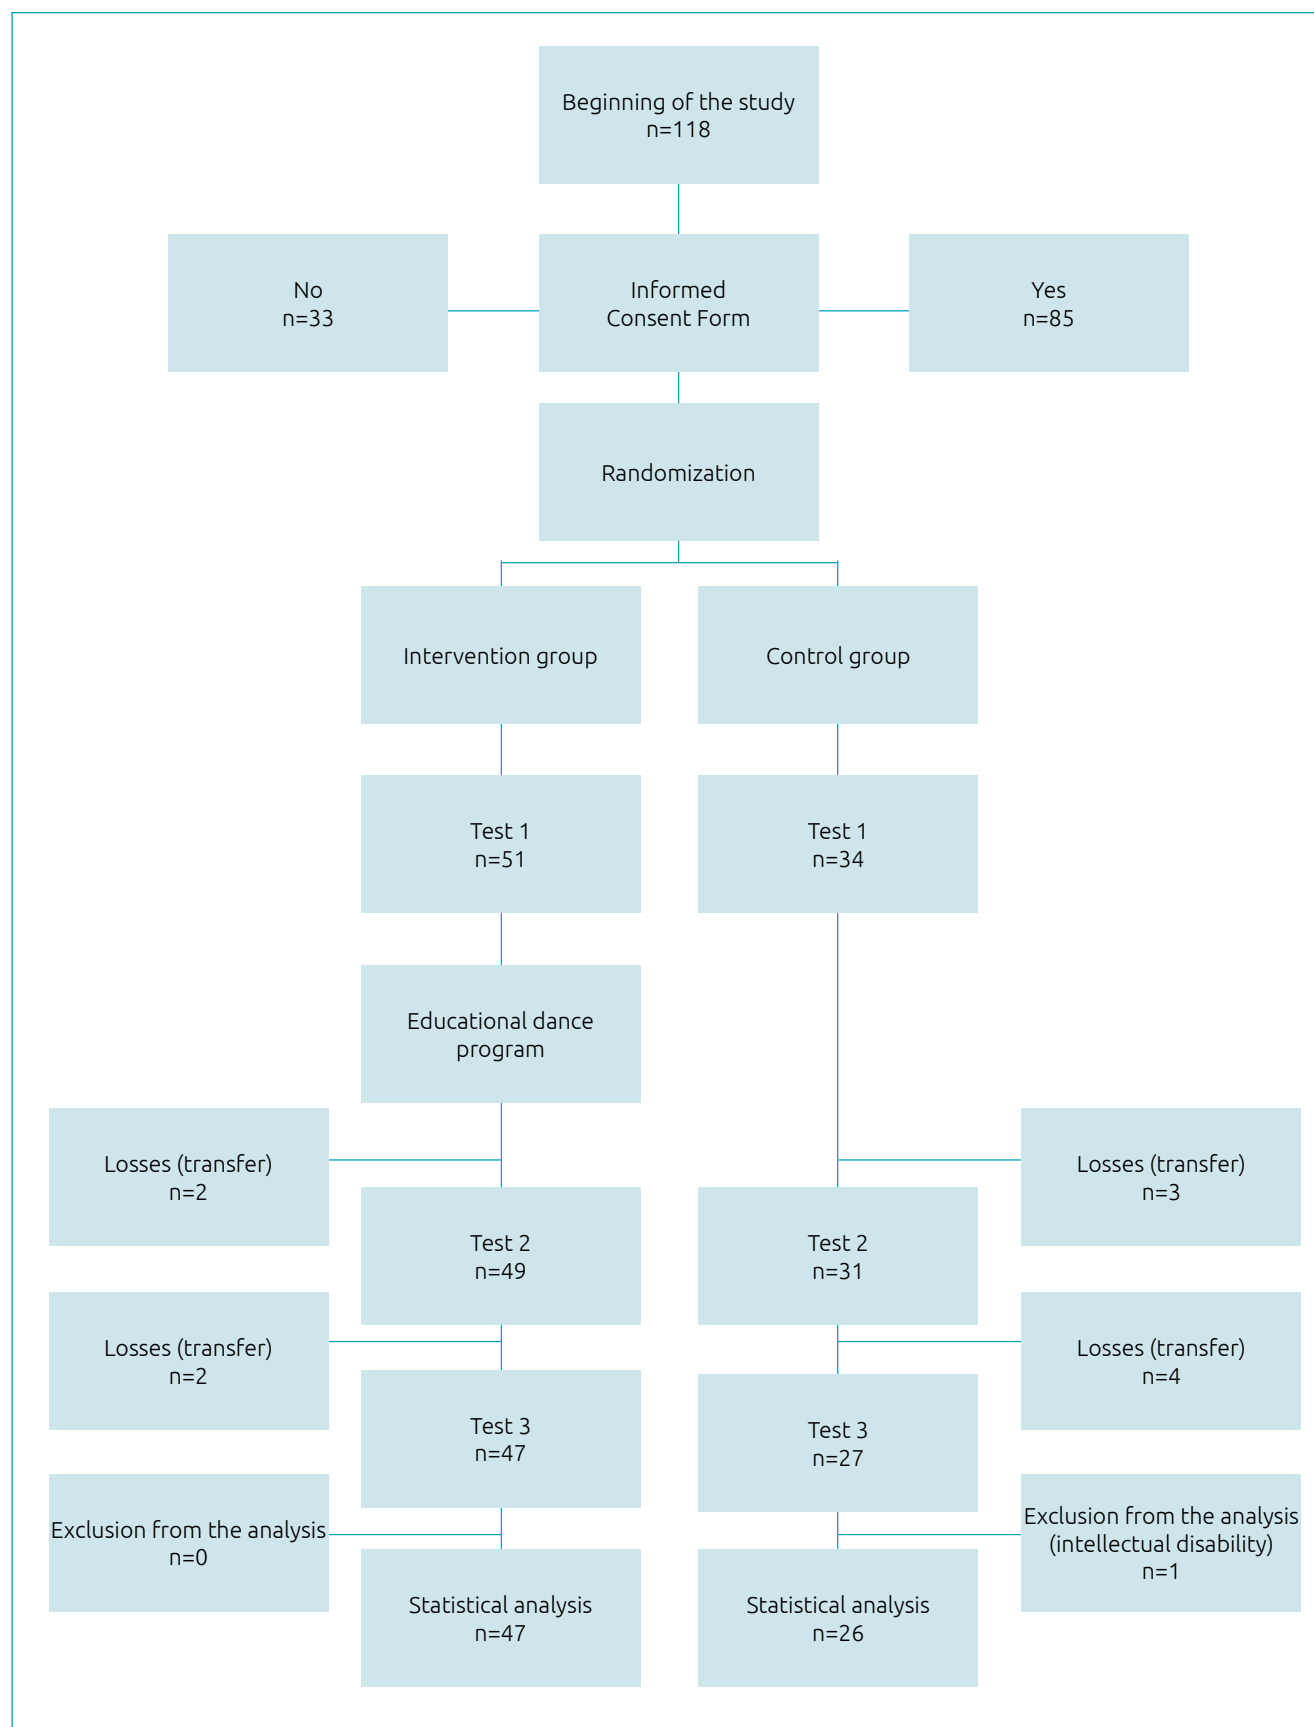 Beginning of the study
n=118
No
n=33
Informed
Consent Form
Yes
n=85
Randomization
Intervention group
Control group
Test 1
n=51
Test 1
n=34
Educational dance
program
Losses (transfer)
n=2
Losses (transfer)
n=3
Test 2
n=49
Test 2
n=31
Losses (transfer)
n=2
Losses (transfer)
n=4
Test 3
n=47
Test 3
n=27
Exclusion from the analysis
n=0
Exclusion from the analysis
(intellectual disability)
n=1
Statistical analysis
n=47
Statistical analysis
n=26